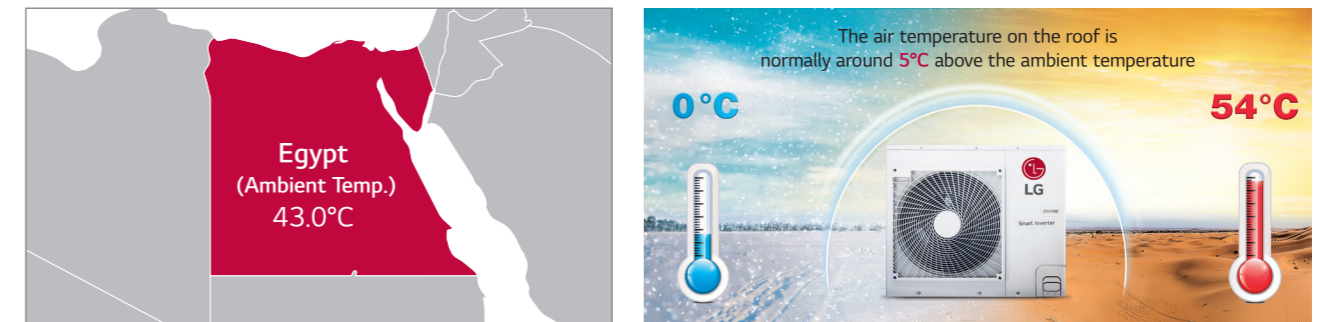 Egypt
(Ambient Temp.)
43.0°C
The air temperature on the roof is
normally around 5°C above the ambient temperature
0°C
54°C
LG
Smart Inverter